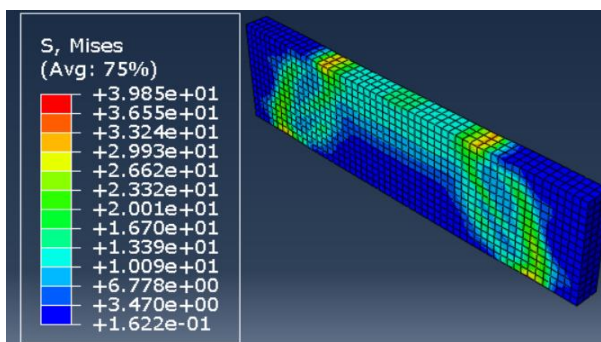 S, Mises
(Avg: 75%)
+3.985e+01
+3.655e+01
+3.324e+01
+2.993e+01
+2.662e+01
+2.332e+01
+2.001e+01
+1.670e+01
+1.339e+01
+1.009e+01
+6.778e+00
+3.470e+00
+1.622e-01